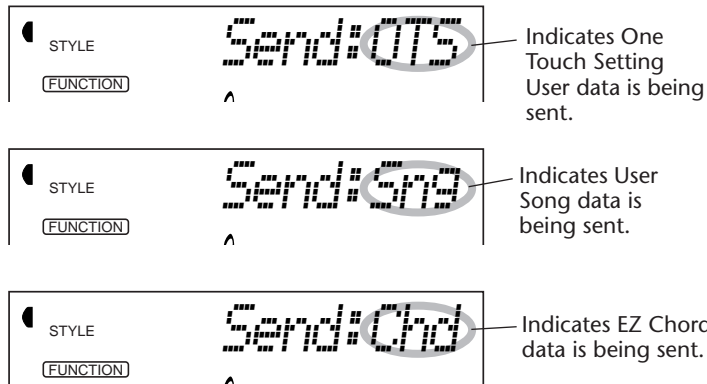 STYLE
Send:OTS
FUNCTION
Indicates One
Touch Setting
User data is being
sent.
STYLE
Send:Sng
FUNCTION
Indicates User
Song data is
being sent.
STYLE
Send:Chd
FUNCTION
Indicates EZ Chord
data is being sent.